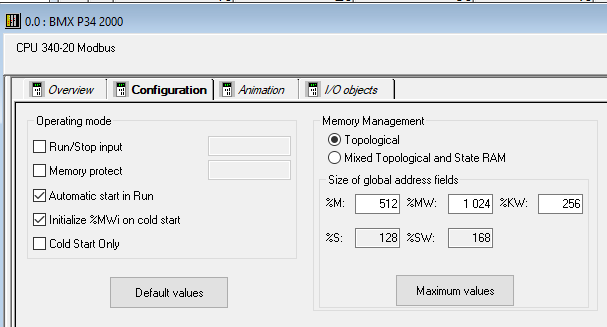 0.0 : BMX P34 2000
CPU 340-20 Modbus
Overview Configuration Animation I/O objects
Operating mode
Run/Stop input
Memory protect
Automatic start in Run
Initialize %MWi on cold start
Cold Start Only
Default values
Memory Management
Topological
Mixed Topological and State RAM
Size of global address fields
%M: 512 %MW: 1 024 %KW: 256
%S: 128 %SW: 168
Maximum values